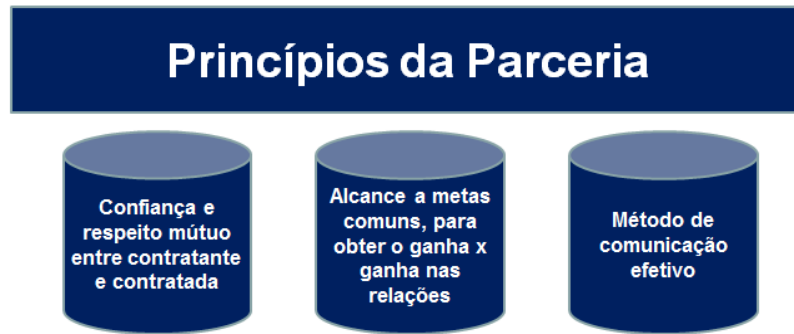 Princípios da Parceria
Confiança e
respeito mútuo
entre contratante
e contratada
Alcance a metas
comuns, para
obter o ganha x
ganha nas
relações
Método de
comunicação
efetivo